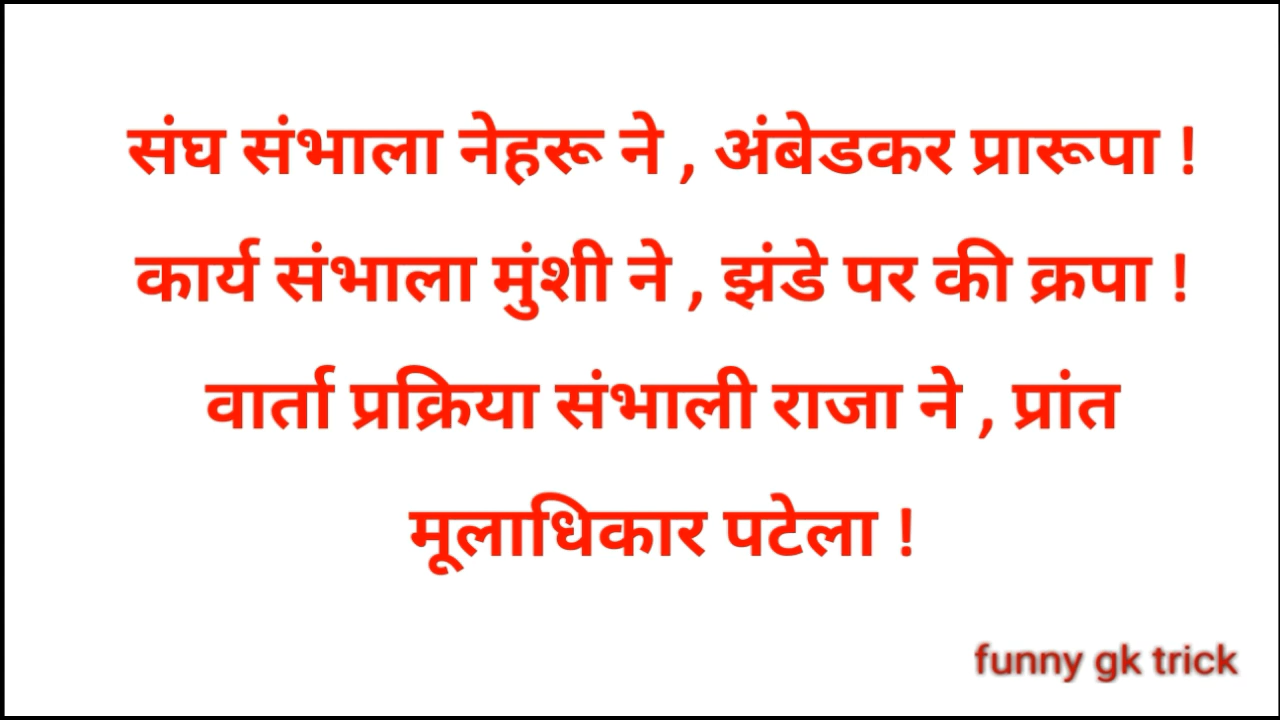 संघ संभाला नेहरू ने , अंबेडकर प्रारूपा !
कार्य संभाला मुंशी ने , झंडे पर की क्रपा !
वार्ता प्रक्रिया संभाली राजा ने , प्रांत
मूलाधिकार पटेला !
funny gk trick